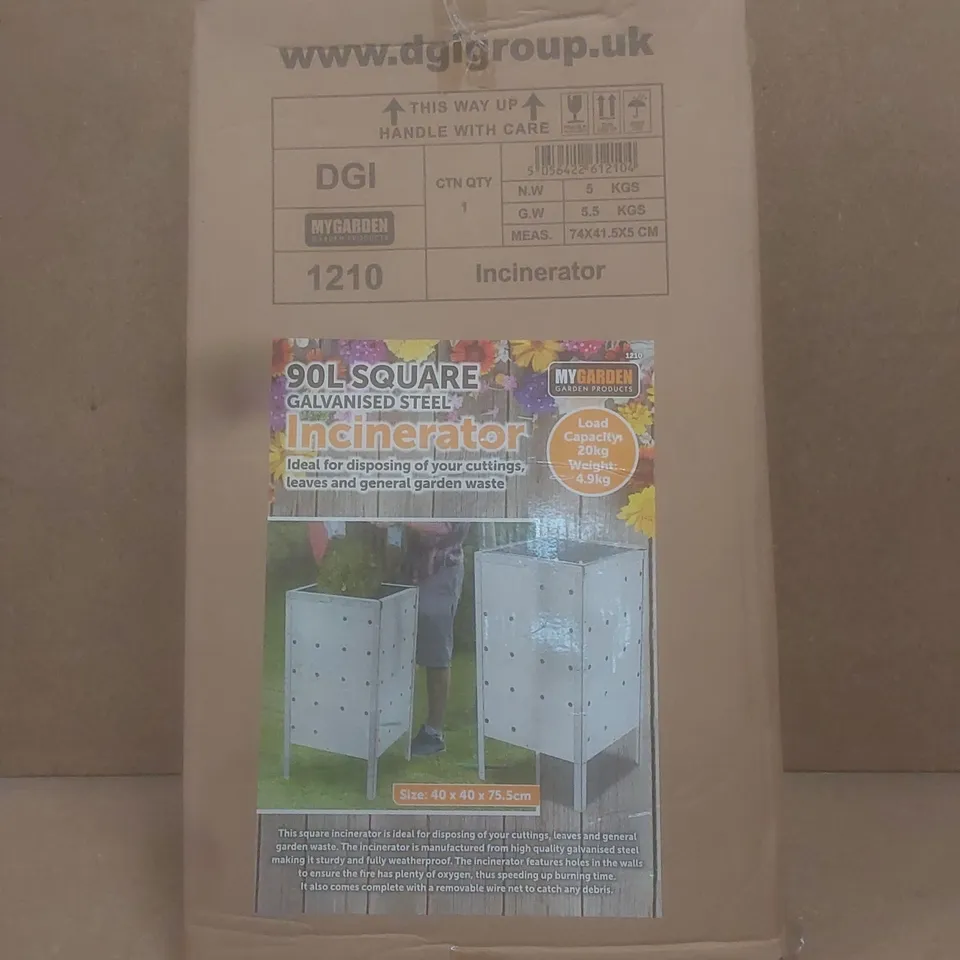 www.dgigroup.uk
THIS WAY UP
HANDLE WITH CARE
DGI
CTN QTY
1
5 056422 612104
N.W 5 KGS
G.W 5.5 KGS
MEAS. 74X41.5X5 CM
MYGARDEN
GARDEN PRODUCTS
1210
Incinerator
1210
90L SQUARE
GALVANISED STEEL
Incinerator
Ideal for disposing of your cuttings,
leaves and general garden waste
MYGARDEN
GARDEN PRODUCTS
Load
Capacity:
20kg
Weight:
4.9kg
Size: 40 x 40 x 75.5cm
This square incinerator is ideal for disposing of your cuttings, leaves and general
garden waste. The incinerator is manufactured from high quality galvanised steel
making it sturdy and fully weatherproof. The incinerator features holes in the walls
to ensure the fire has plenty of oxygen, thus speeding up burning time.
It also comes complete with a removable wire net to catch any debris.
1210